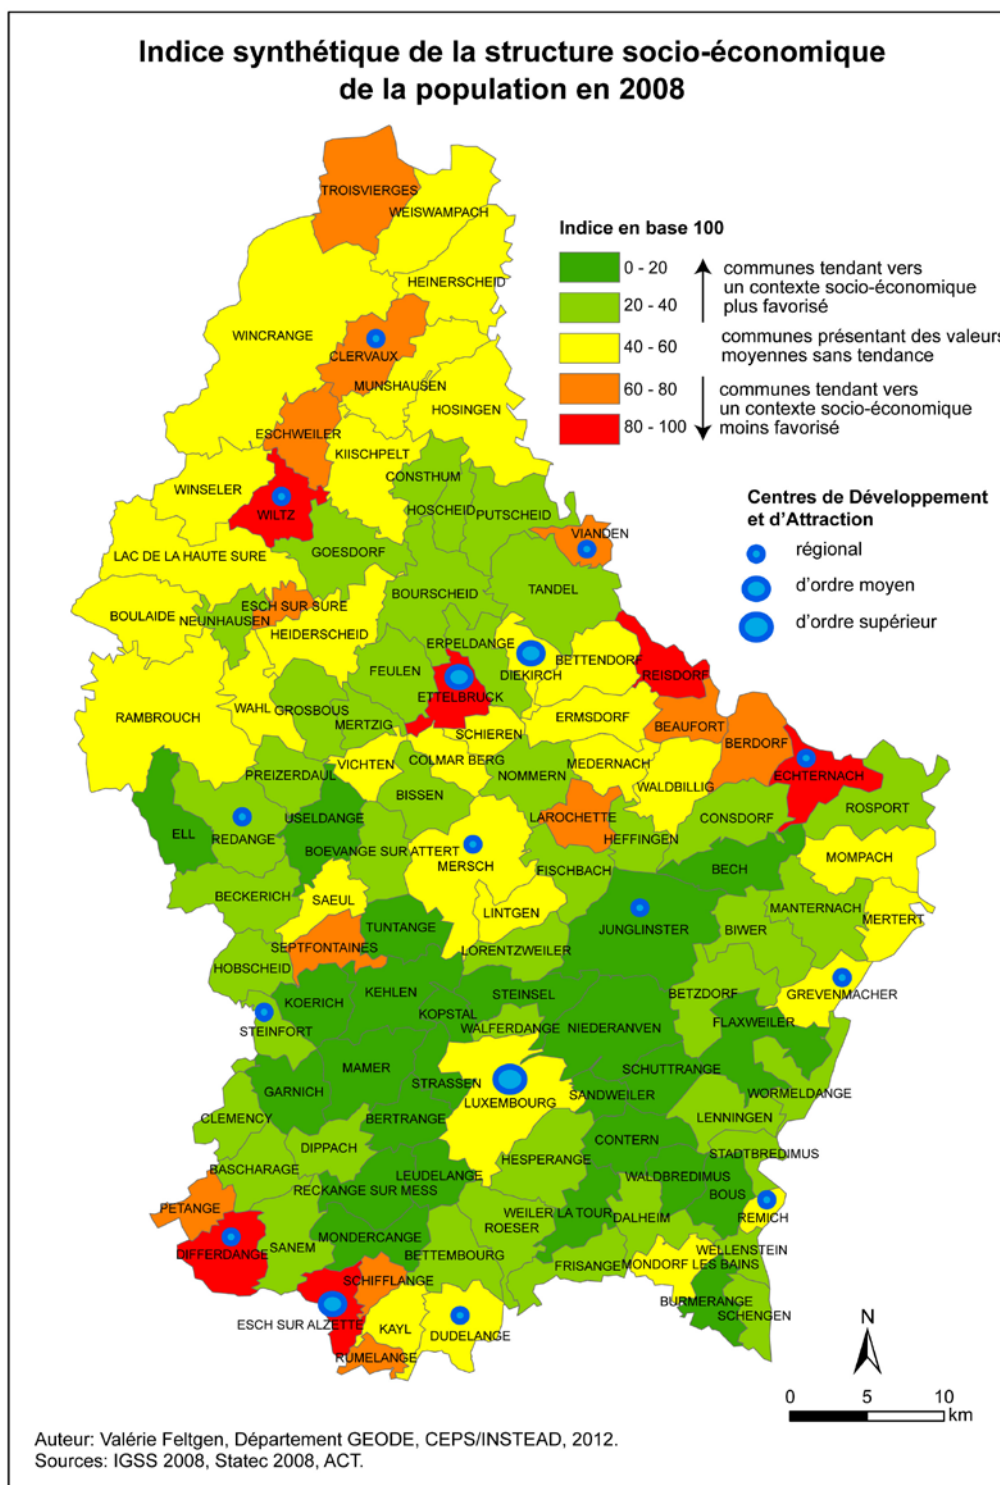 Indice synthétique de la structure socio-économique
de la population en 2008
Indice en base 100
0 - 20
20 - 40
communes tendant vers
un contexte socio-économique
plus favorisé
40 - 60
communes présentant des valeurs
moyennes sans tendance
60 - 80
80 - 100
communes tendant vers
un contexte socio-économique
moins favorisé
Centres de Développement
et d'Attraction
régional
d'ordre moyen
d'ordre supérieur
TROISVIERGES
WEISWAMPACH
HEINERSCHEID
WINCRANGE
CLERVAUX
MUNSHAUSEN
HOSINGEN
ESCHWEILER
KIISCHPELT
CONSTHUM
WINSELER
WILTZ
HOSCHEID
PUTSCHEID
VIANDEN
LAC DE LA HAUTE SURE
GOESDORF
TANDEL
BOURSCHEID
ESCH SUR SURE
BOULAIDE
NEUNHAUSEN
HEIDERSCHEID
ERPELDANGE
BETTENDORF
FEULEN
DIEKIRCH
REISDORF
ETTELBRUCK
RAMBROUCH
WAHL
GROSBOUS
MERTZIG
ERMSDORF
BEAUFORT
SCHIEREN
BERDORF
VICHTEN
COLMAR BERG
MEDERNACH
PREIZERDAUL
NOMMERN
ECHTERNACH
WALDBILLIG
BISSEN
ROSPORT
USELDANGE
LAROCHETTE
CONSDORF
ELL
REDANGE
HEFFINGEN
BOEVANGE SUR ATTERT
MERSCH
FISCHBACH
BECH
MOMPACH
BECKERICH
SAEUL
LINTGEN
MANTERNACH
MERTERT
TUNTANGE
JUNGLINSTER
BIWER
SEPTFONTAINES
LORENTZWEILER
HOBSCHEID
KEHLEN
STEINSEL
BETZDORF
GREVENMACHER
KOERICH
KOPSTAL
FLAXWEILER
STEINFORT
WALFERDANGE
NIEDERANVEN
MAMER
SCHUTTRANGE
STRASSEN
GARNICH
LUXEMBOURG
SANDWEILER
WORMELDANGE
CLEMENCY
BERTRANGE
LENNINGEN
DIPPACH
CONTERN
STADTBREDIMUS
HESPERANGE
BASCHARAGE
LEUDELANGE
WALDBREDIMUS
RECKANGE SUR MESS
BOUS
PETANGE
WEILER LA TOUR
DALHEIM
REMICH
ROESER
MONDERCANGE
SANEM
DIFFERDANGE
BETTEMBOURG
WELLENSTEIN
FRISANGE
MONDORF LES BAINS
SCHIFFLANGE
BURMERANGE
SCHENGEN
ESCH SUR ALZETTE
KAYL
DUDELANGE
RUMELANGE
N
0
5
10
km
Auteur: Valérie Feltgen, Département GEODE, CEPS/INSTEAD, 2012.
Sources: IGSS 2008, Statec 2008, ACT.